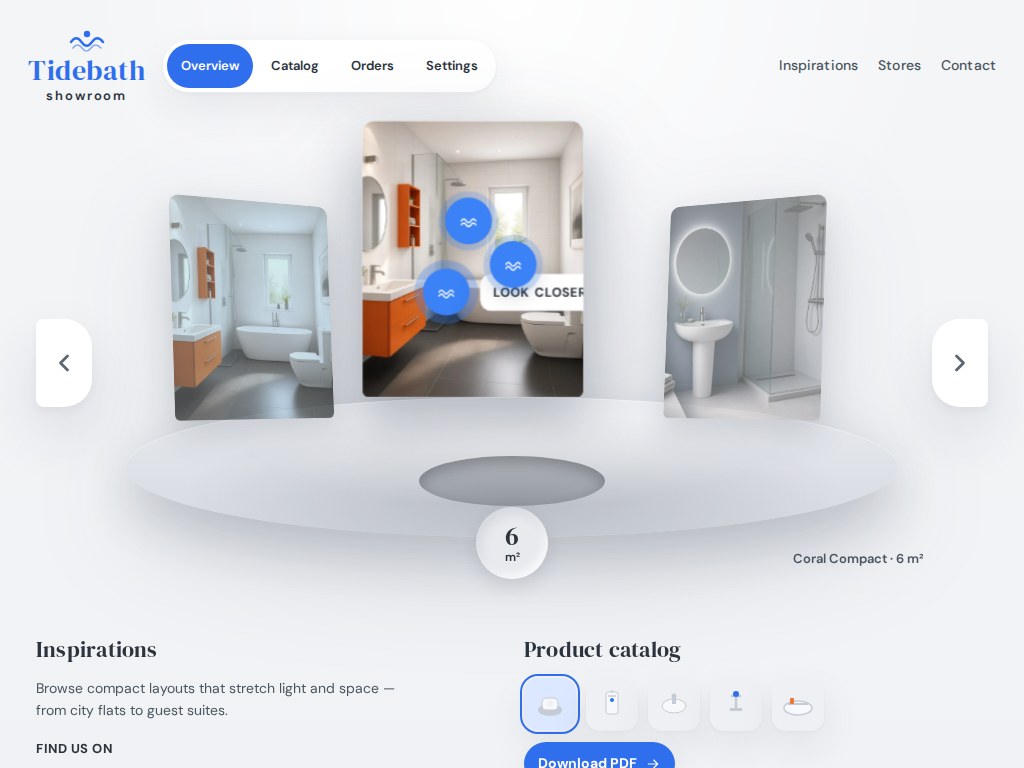 Tidebath
showroom
Overview
Catalog
Orders
Settings
Inspirations
Stores
Contact
LOOK CLOSER
6
m²
Coral Compact · 6 m²
Inspirations
Browse compact layouts that stretch light and space —
from city flats to guest suites.
FIND US ON
Product catalog
Download PDF →